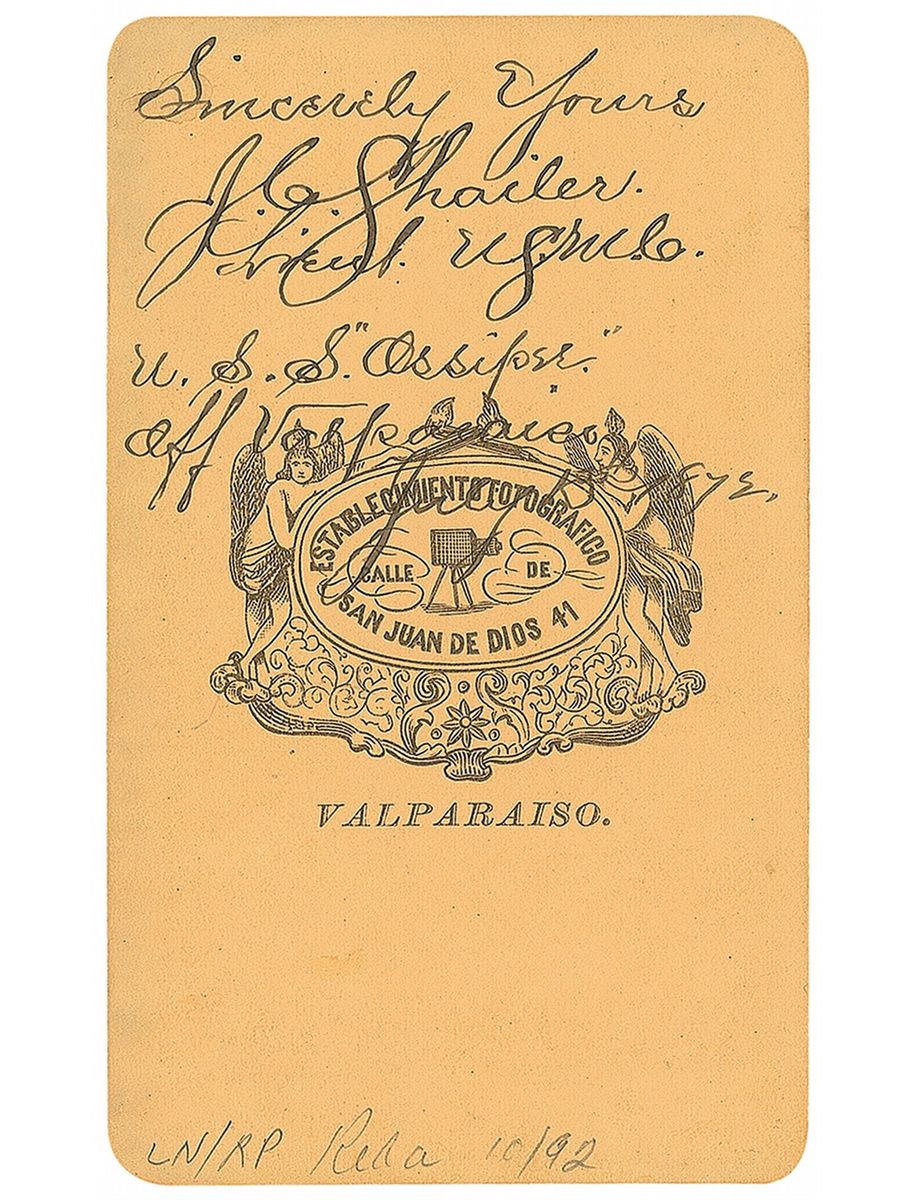 Sincerely Yours
J. C. Shailer.
Lieut. U.S.M.C.
U. S. S. "Ossipee."
Off Valparaiso
1872.
ESTABLECIMIENTO FOTOGRAFICO
CALLE DE
SAN JUAN DE DIOS 41
VALPARAISO.
LN/RP 10/92